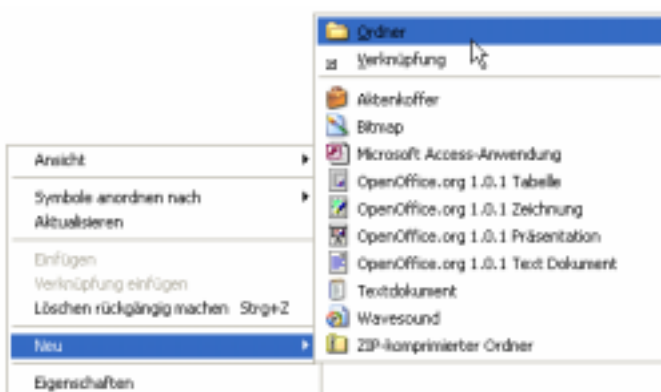 Ansicht
Symbole anordnen nach
Aktualisieren
Einfügen
Verknüpfung einfügen
Löschen rückgängig machen Strg+Z
Neu
Eigenschaften
Ordner
Verknüpfung
Aktenkoffer
Bitmap
Microsoft Access-Anwendung
OpenOffice.org 1.0.1 Tabelle
OpenOffice.org 1.0.1 Zeichnung
OpenOffice.org 1.0.1 Präsentation
OpenOffice.org 1.0.1 Text Dokument
Textdokument
Wavesound
ZIP-komprimierter Ordner